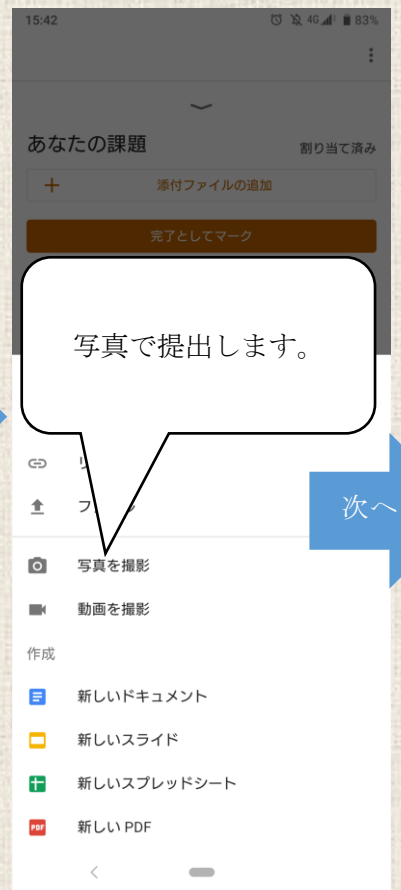 15:42 4G 83%
あなたの課題 割り当て済み
+ 添付ファイルの追加
完了としてマーク
写真で提出します。
次へ
写真を撮影
動画を撮影
作成
新しいドキュメント
新しいスライド
新しいスプレッドシート
PDF 新しい PDF